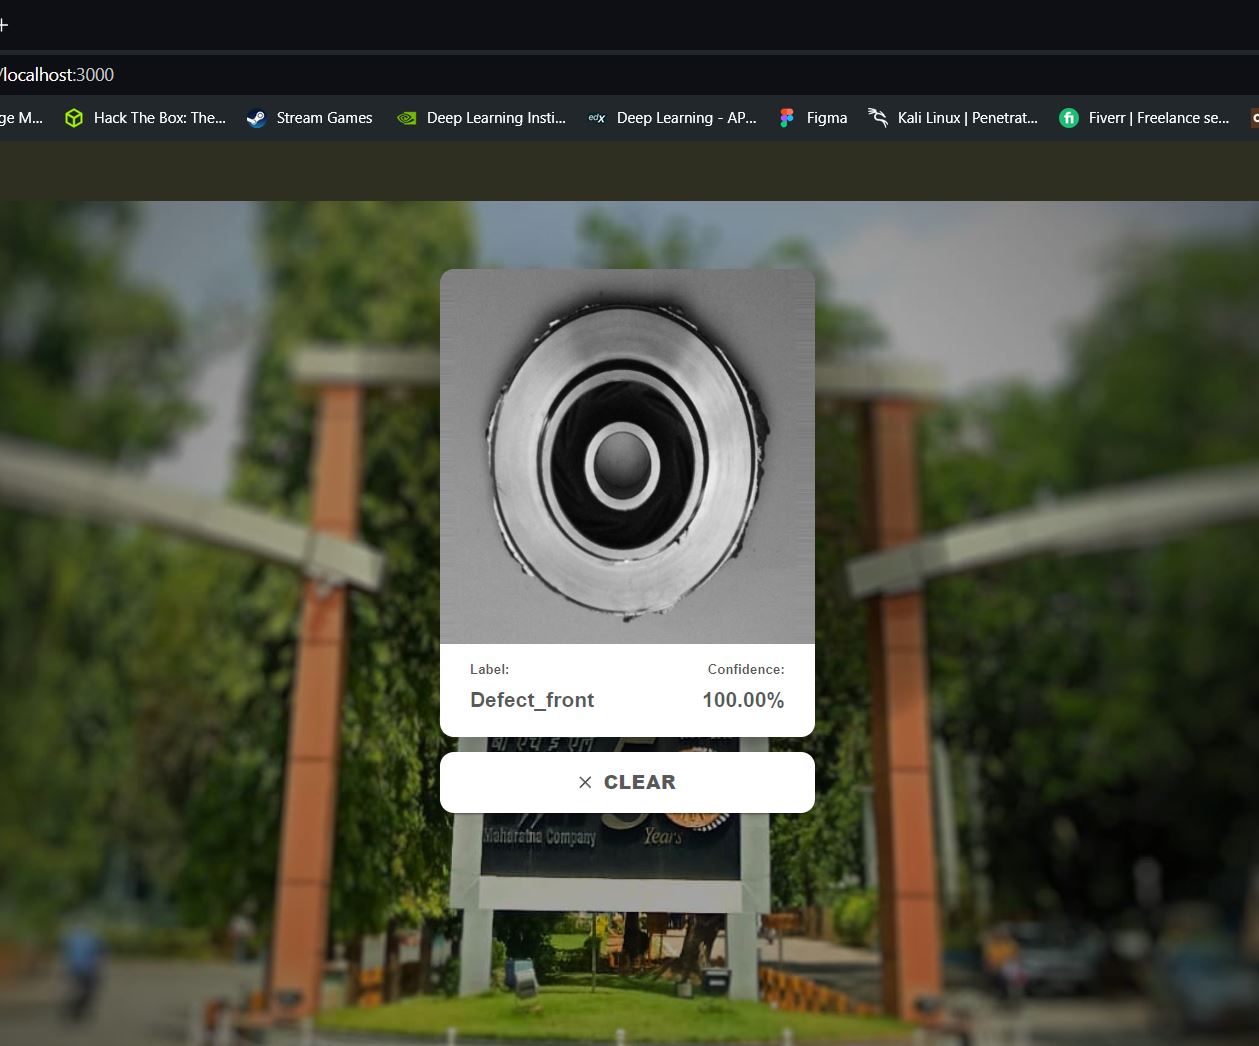 /localhost:3000
ge M... Hack The Box: The... Stream Games Deep Learning Insti... edX Deep Learning - AP... Figma Kali Linux | Penetrat... Fiverr | Freelance se...
Label: Confidence:
Defect_front 100.00%
× CLEAR
Maharatna Company Years